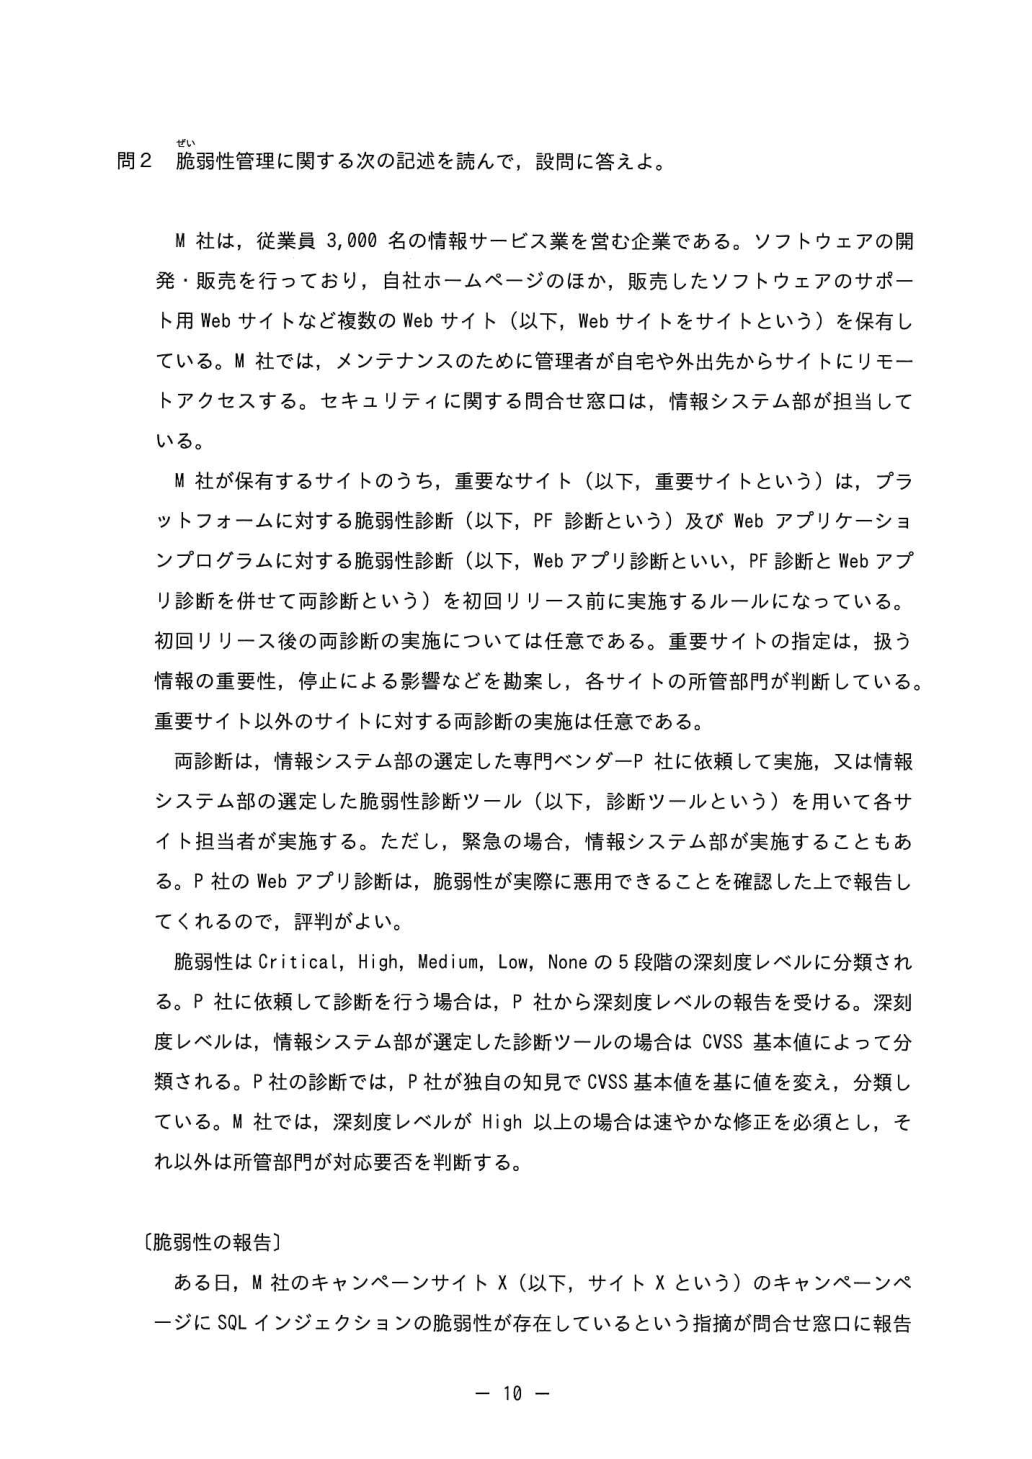 ぜい
問２　脆弱性管理に関する次の記述を読んで，設問に答えよ。
M 社は，従業員 3,000 名の情報サービス業を営む企業である。ソフトウェアの開
発・販売を行っており，自社ホームページのほか，販売したソフトウェアのサポー
ト用 Web サイトなど複数の Web サイト（以下，Web サイトをサイトという）を保有し
ている。M 社では，メンテナンスのために管理者が自宅や外出先からサイトにリモー
トアクセスする。セキュリティに関する問合せ窓口は，情報システム部が担当して
いる。
M 社が保有するサイトのうち，重要なサイト（以下，重要サイトという）は，プラ
ットフォームに対する脆弱性診断（以下，PF 診断という）及び Web アプリケーショ
ンプログラムに対する脆弱性診断（以下，Web アプリ診断といい，PF 診断と Web アプ
リ診断を併せて両診断という）を初回リリース前に実施するルールになっている。
初回リリース後の両診断の実施については任意である。重要サイトの指定は，扱う
情報の重要性，停止による影響などを勘案し，各サイトの所管部門が判断している。
重要サイト以外のサイトに対する両診断の実施は任意である。
両診断は，情報システム部の選定した専門ベンダーP 社に依頼して実施，又は情報
システム部の選定した脆弱性診断ツール（以下，診断ツールという）を用いて各サ
イト担当者が実施する。ただし，緊急の場合，情報システム部が実施することもあ
る。P 社の Web アプリ診断は，脆弱性が実際に悪用できることを確認した上で報告し
てくれるので，評判がよい。
脆弱性は Critical，High，Medium，Low，None の 5 段階の深刻度レベルに分類され
る。P 社に依頼して診断を行う場合は，P 社から深刻度レベルの報告を受ける。深刻
度レベルは，情報システム部が選定した診断ツールの場合は CVSS 基本値によって分
類される。P 社の診断では，P 社が独自の知見で CVSS 基本値を基に値を変え，分類し
ている。M 社では，深刻度レベルが High 以上の場合は速やかな修正を必須とし，そ
れ以外は所管部門が対応要否を判断する。
〔脆弱性の報告〕
ある日，M 社のキャンペーンサイト X（以下，サイト X という）のキャンペーンペ
ージに SQL インジェクションの脆弱性が存在しているという指摘が問合せ窓口に報告
－ 10 －